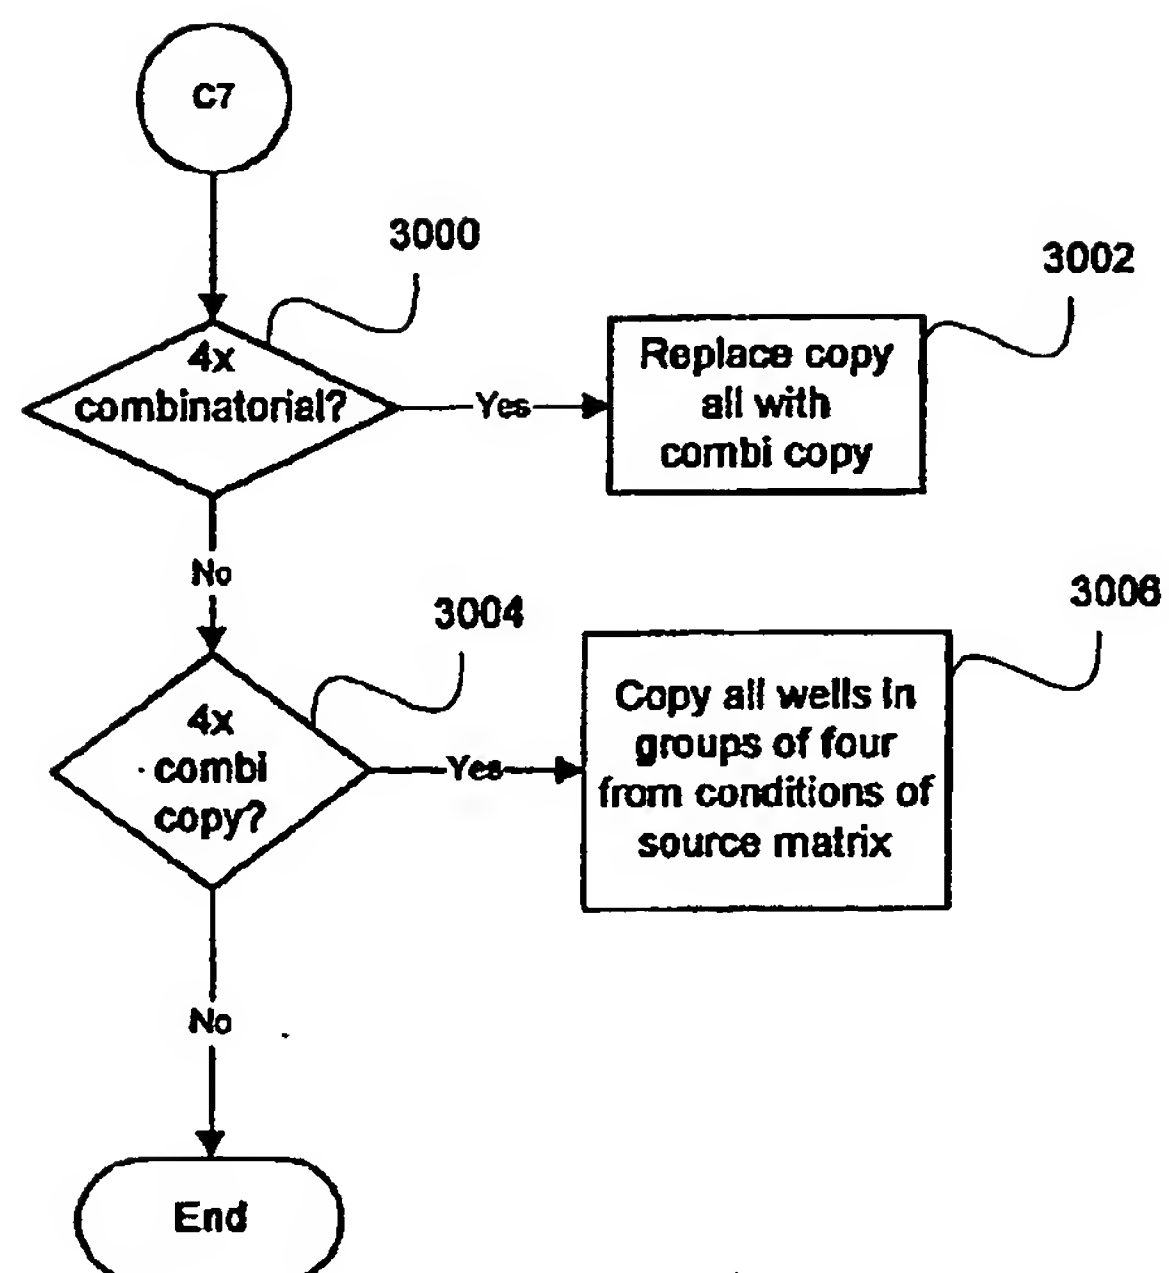 C7
3000
3002
4x
combinatorial?
Yes
Replace copy
all with
combi copy
No
3004
3006
4x
combi
copy?
Yes
Copy all wells in
groups of four
from conditions of
source matrix
No
End